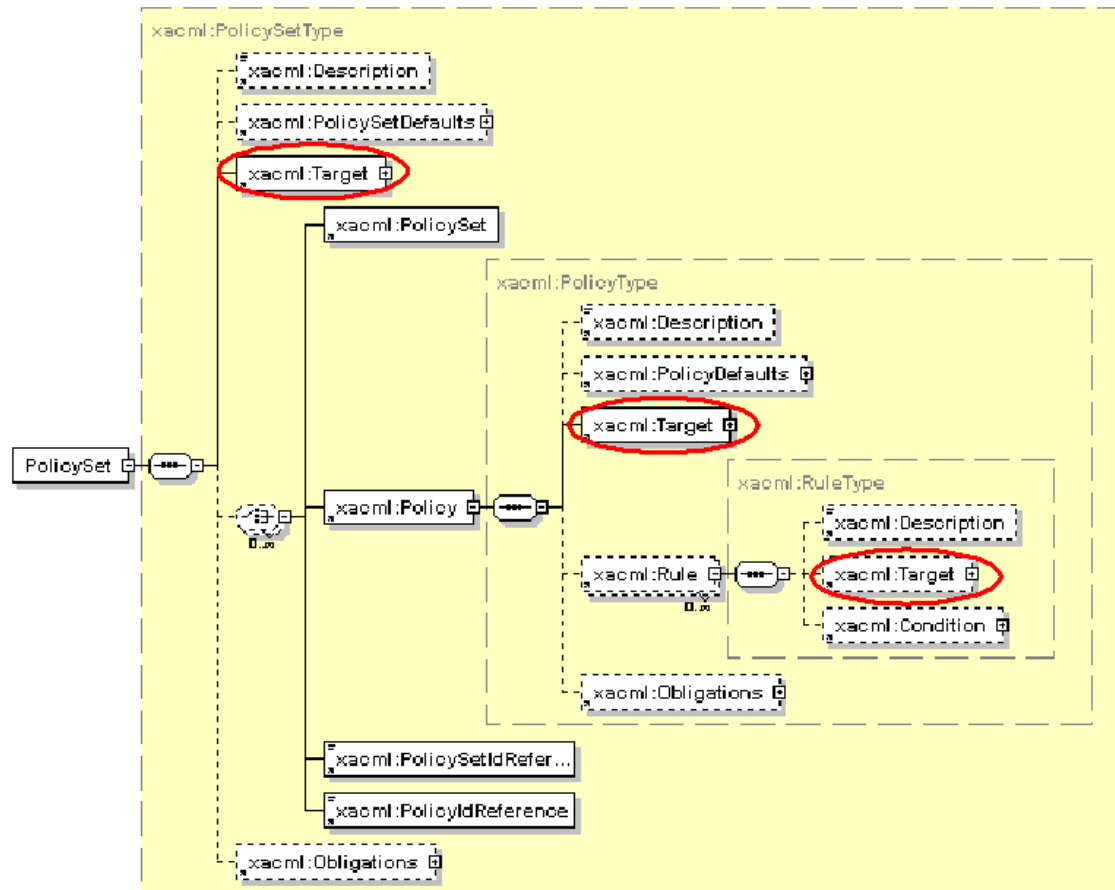 xacml:PolicySetType
xacml:Description
xacml:PolicySetDefaults
xacml:Target
xacml:PolicySet
xacml:PolicyType
xacml:Description
xacml:PolicyDefaults
xacml:Target
PolicySet
xacml:RuleType
xacml:Policy
xacml:Description
xacml:Rule
xacml:Target
0..∞
0..∞
xacml:Condition
xacml:Obligations
xacml:PolicySetIdRefer...
xacml:PolicyIdReference
xacml:Obligations